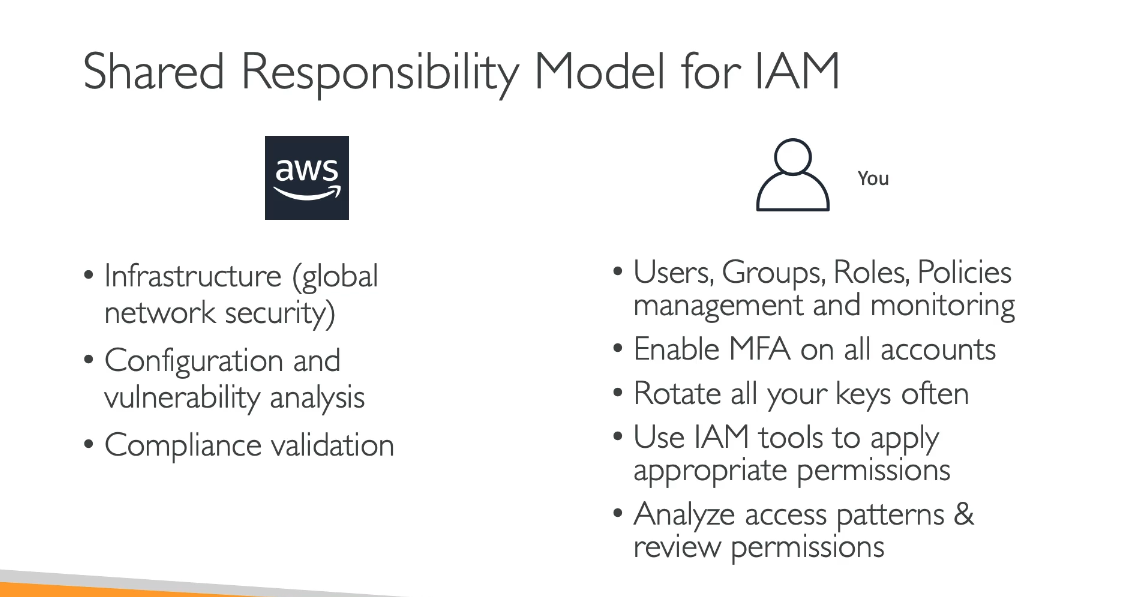 Shared Responsibility Model for IAM
aws
You
• Infrastructure (global
network security)
• Configuration and
vulnerability analysis
• Compliance validation
• Users, Groups, Roles, Policies
management and monitoring
• Enable MFA on all accounts
• Rotate all your keys often
• Use IAM tools to apply
appropriate permissions
• Analyze access patterns &
review permissions